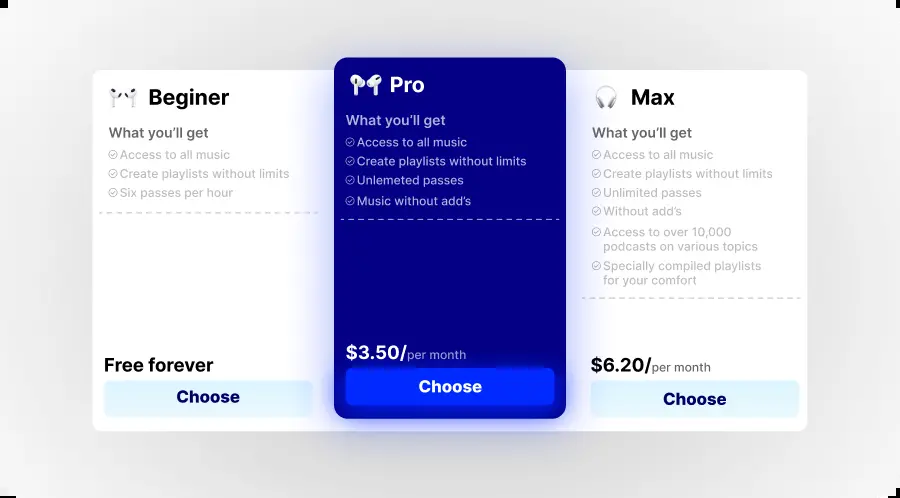 Beginer
What you'll get
Access to all music
Create playlists without limits
Six passes per hour
Free forever
Choose
Pro
What you'll get
Access to all music
Create playlists without limits
Unlemeted passes
Music without add's
$3.50/per month
Choose
Max
What you'll get
Access to all music
Create playlists without limits
Unlimited passes
Without add's
Access to over 10,000
podcasts on various topics
Specially compiled playlists
for your comfort
$6.20/per month
Choose